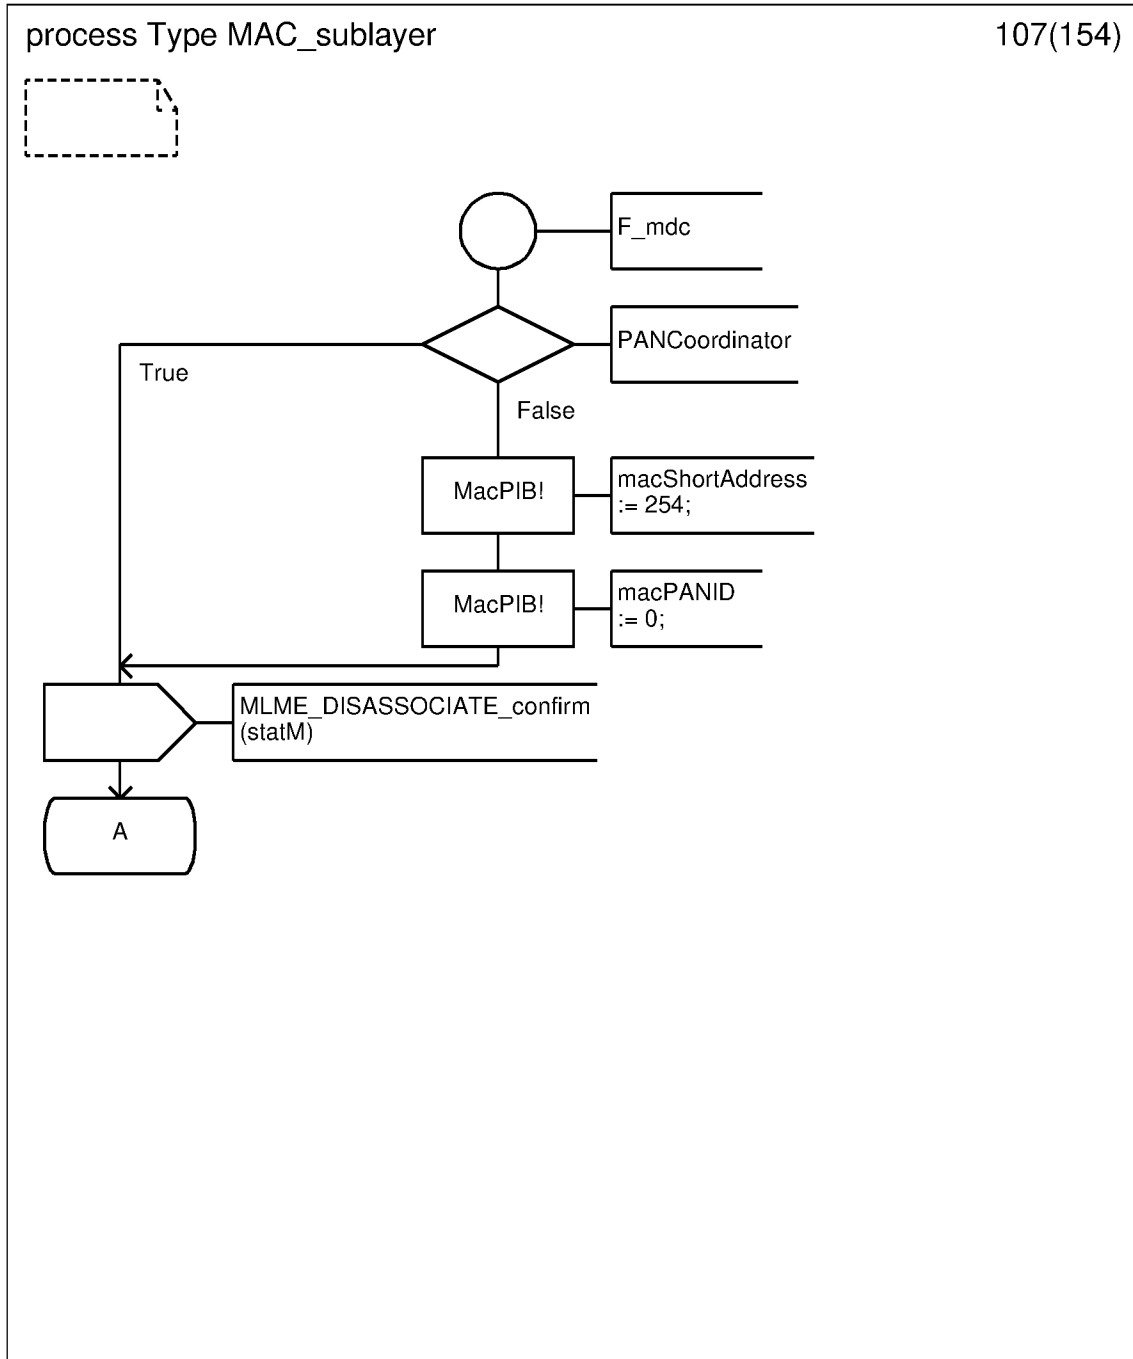 process Type MAC_sublayer
107(154)
F_mdc
PANCoordinator
True
False
MacPIB!
macShortAddress
:= 254;
MacPIB!
macPANID
:= 0;
MLME_DISASSOCIATE_confirm
(statM)
A